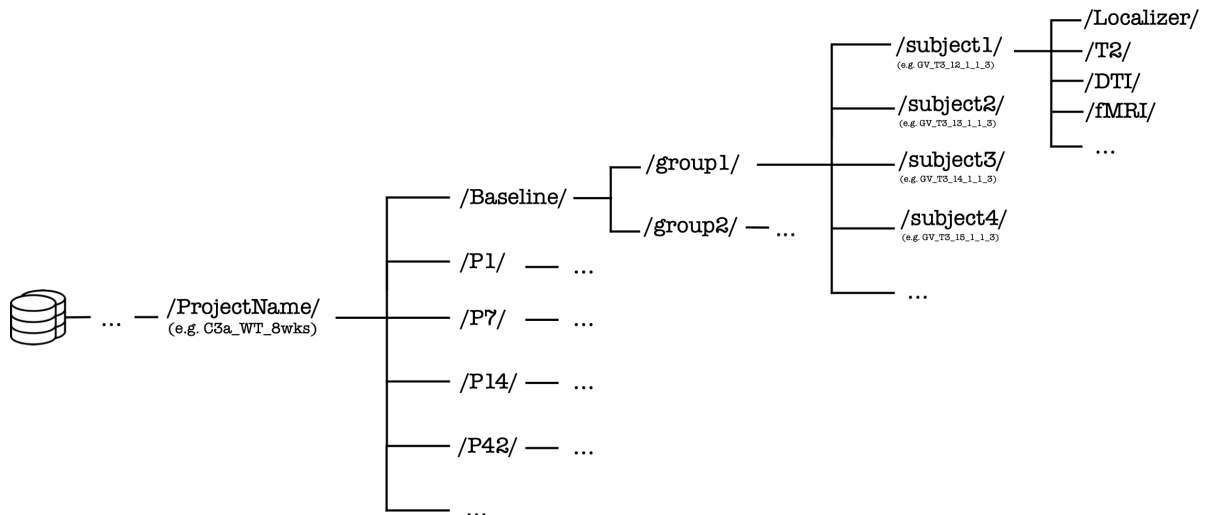 /Localizer/
/subject1/
(e.g. GV_T3_12_1_1_3)
/T2/
/DTI/
/subject2/
(e.g. GV_T3_13_1_1_3)
/fMRI/
...
/group1/
/subject3/
(e.g. GV_T3_14_1_1_3)
/Baseline/
/group2/
...
/subject4/
(e.g. GV_T3_15_1_1_3)
/P1/
...
...
...
/ProjectName/
(e.g. C3a_WT_8wks)
/P7/
...
/P14/
...
/P42/
...
...